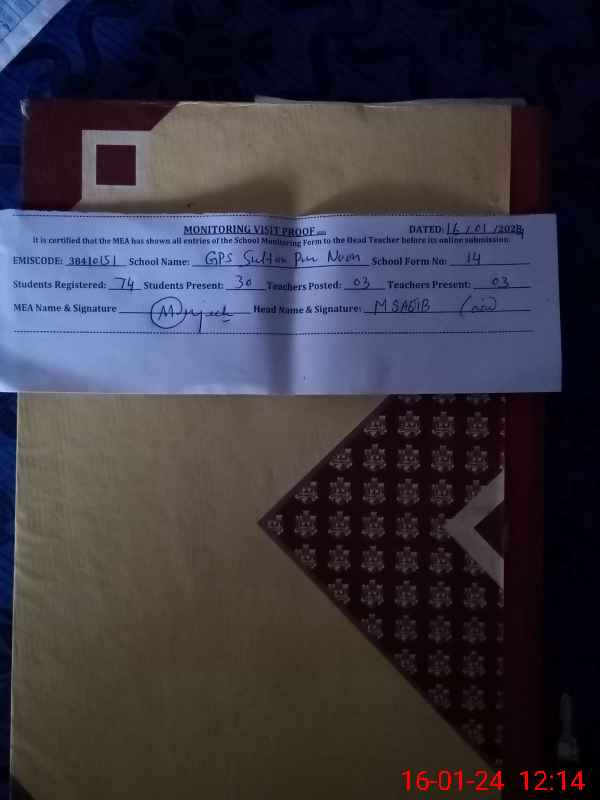 MONITORING VISIT PROOF DATED: 16/01/2024
It is certified that the MEA has shown all entries of the School Monitoring Form to the Head Teacher before its online submission.
EMISCODE: 38410151 School Name: GPS Sultan Pur Noon School Form No: 14
Students Registered: 74 Students Present: 30 Teachers Posted: 03 Teachers Present: 03
MEA Name & Signature Head Name & Signature: M SAQIB
16-01-24 12:14